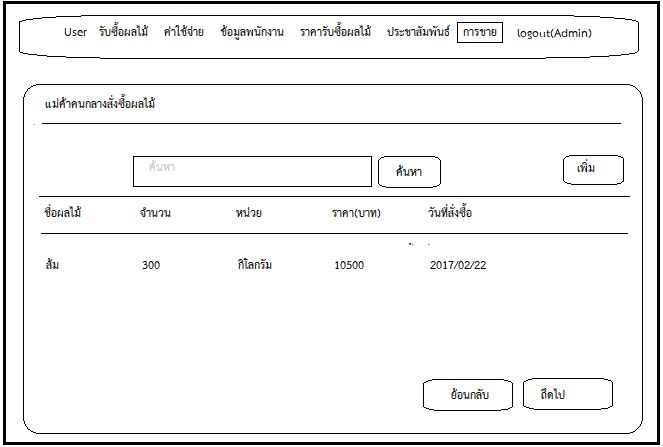 User รับซื้อผลไม้ ค่าใช้จ่าย ข้อมูลพนักงาน ราคารับซื้อผลไม้ ประชาสัมพันธ์ การขาย logout(Admin)
แม่ค้าคนกลางสั่งซื้อผลไม้
ค้นหา ค้นหา เพิ่ม
ชื่อผลไม้ จำนวน หน่วย ราคา(บาท) วันที่สั่งซื้อ
ส้ม 300 กิโลกรัม 10500 2017/02/22
ย้อนกลับ ถึดไป